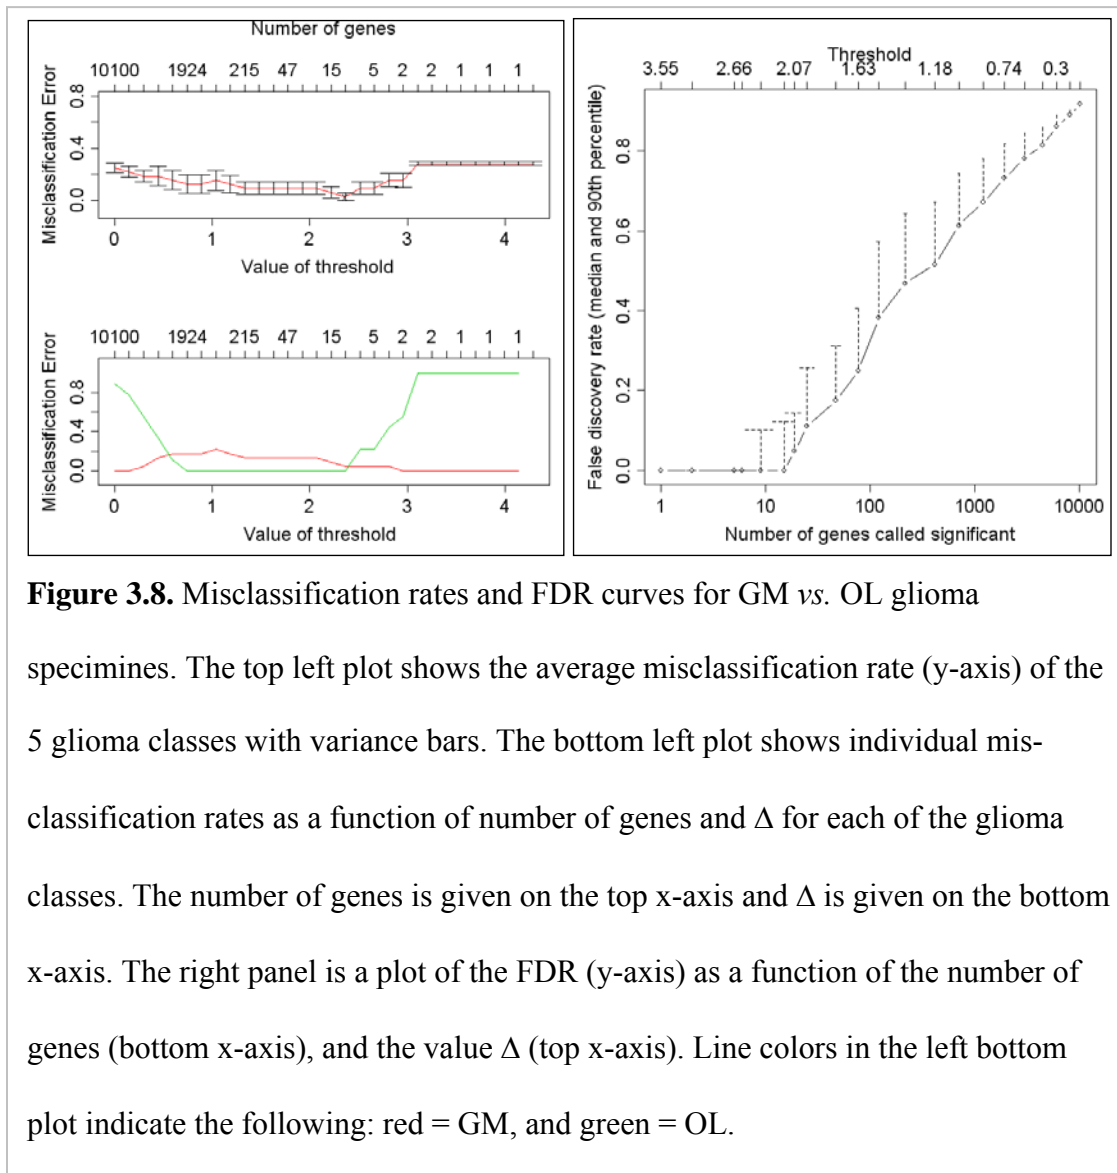 Number of genes
10100 1924 215 47 15 5 2 2 1 1 1
Misclassification Error
0.0 0.4 0.8
0 1 2 3 4
Value of threshold
10100 1924 215 47 15 5 2 2 1 1 1
Misclassification Error
0.0 0.4 0.8
0 1 2 3 4
Value of threshold
Threshold
3.55 2.66 2.07 1.63 1.18 0.74 0.3
False discovery rate (median and 90th percentile)
0.0 0.2 0.4 0.6 0.8
1 10 100 1000 10000
Number of genes called significant
Figure 3.8. Misclassification rates and FDR curves for GM vs. OL glioma
specimines. The top left plot shows the average misclassification rate (y-axis) of the
5 glioma classes with variance bars. The bottom left plot shows individual mis-
classification rates as a function of number of genes and Δ for each of the glioma
classes. The number of genes is given on the top x-axis and Δ is given on the bottom
x-axis. The right panel is a plot of the FDR (y-axis) as a function of the number of
genes (bottom x-axis), and the value Δ (top x-axis). Line colors in the left bottom
plot indicate the following: red = GM, and green = OL.